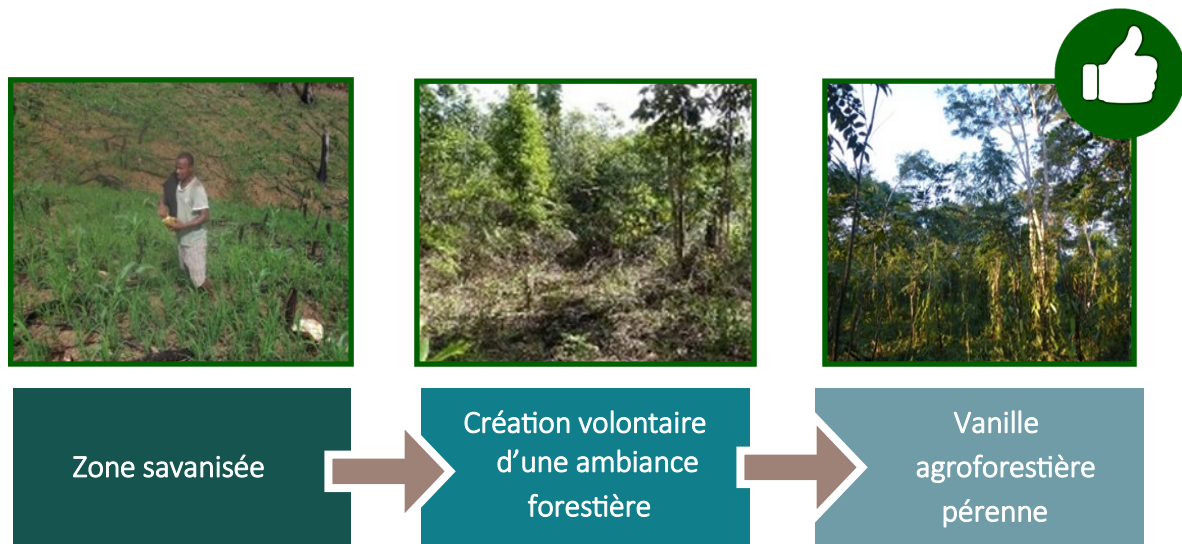 Zone savanisée
Création volontaire
d’une ambiance
forestière
Vanille
agroforestière
pérenne